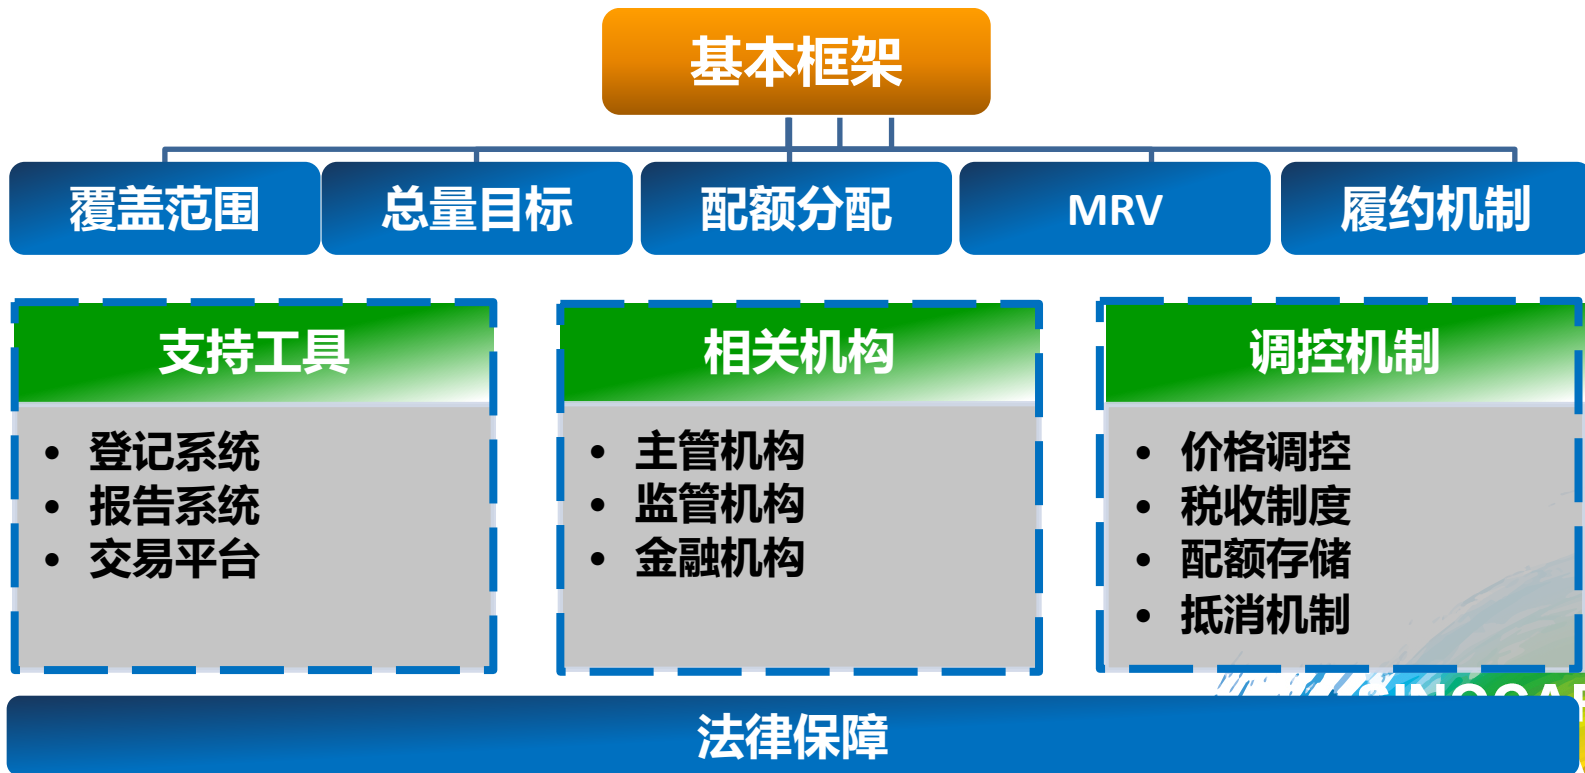 基本框架
覆盖范围
总量目标
配额分配
MRV
履约机制
支持工具
• 登记系统
• 报告系统
• 交易平台
相关机构
• 主管机构
• 监管机构
• 金融机构
调控机制
• 价格调控
• 税收制度
• 配额存储
• 抵消机制
法律保障